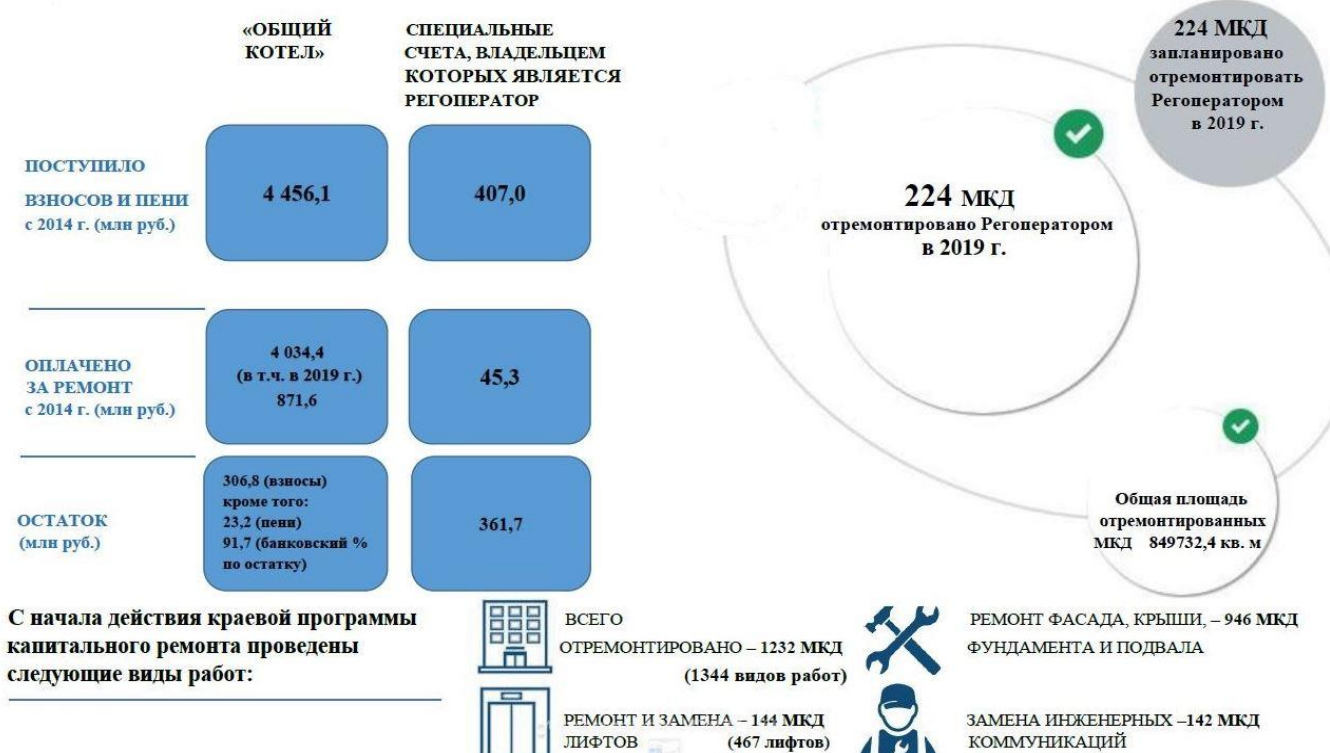 «ОБЩИЙ
КОТЕЛ»
СПЕЦИАЛЬНЫЕ
СЧЕТА, ВЛАДЕЛЬЦЕМ
КОТОРЫХ ЯВЛЯЕТСЯ
РЕГОПЕРАТОР
ПОСТУПИЛО
ВЗНОСОВ И ПЕНИ
с 2014 г. (млн руб.)
4 456,1
407,0
ОПЛАЧЕНО
ЗА РЕМОНТ
с 2014 г. (млн руб.)
4 034,4
(в т.ч. в 2019 г.)
871,6
45,3
ОСТАТОК
(млн руб.)
306,8 (взносы)
кроме того:
23,2 (пени)
91,7 (банковский %
по остатку)
361,7
224 МКД
запланировано
отремонтировать
Регоператором
в 2019 г.
224 МКД
отремонтировано Регоператором
в 2019 г.
Общая площадь
отремонтированных
МКД 849732,4 кв. м
С начала действия краевой программы
капитального ремонта проведены
следующие виды работ:
ВСЕГО
ОТРЕМОНТИРОВАНО – 1232 МКД
(1344 видов работ)
РЕМОНТ И ЗАМЕНА – 144 МКД
ЛИФТОВ (467 лифтов)
РЕМОНТ ФАСАДА, КРЫШИ, – 946 МКД
ФУНДАМЕНТА И ПОДВАЛА
ЗАМЕНА ИНЖЕНЕРНЫХ –142 МКД
КОММУНИКАЦИЙ